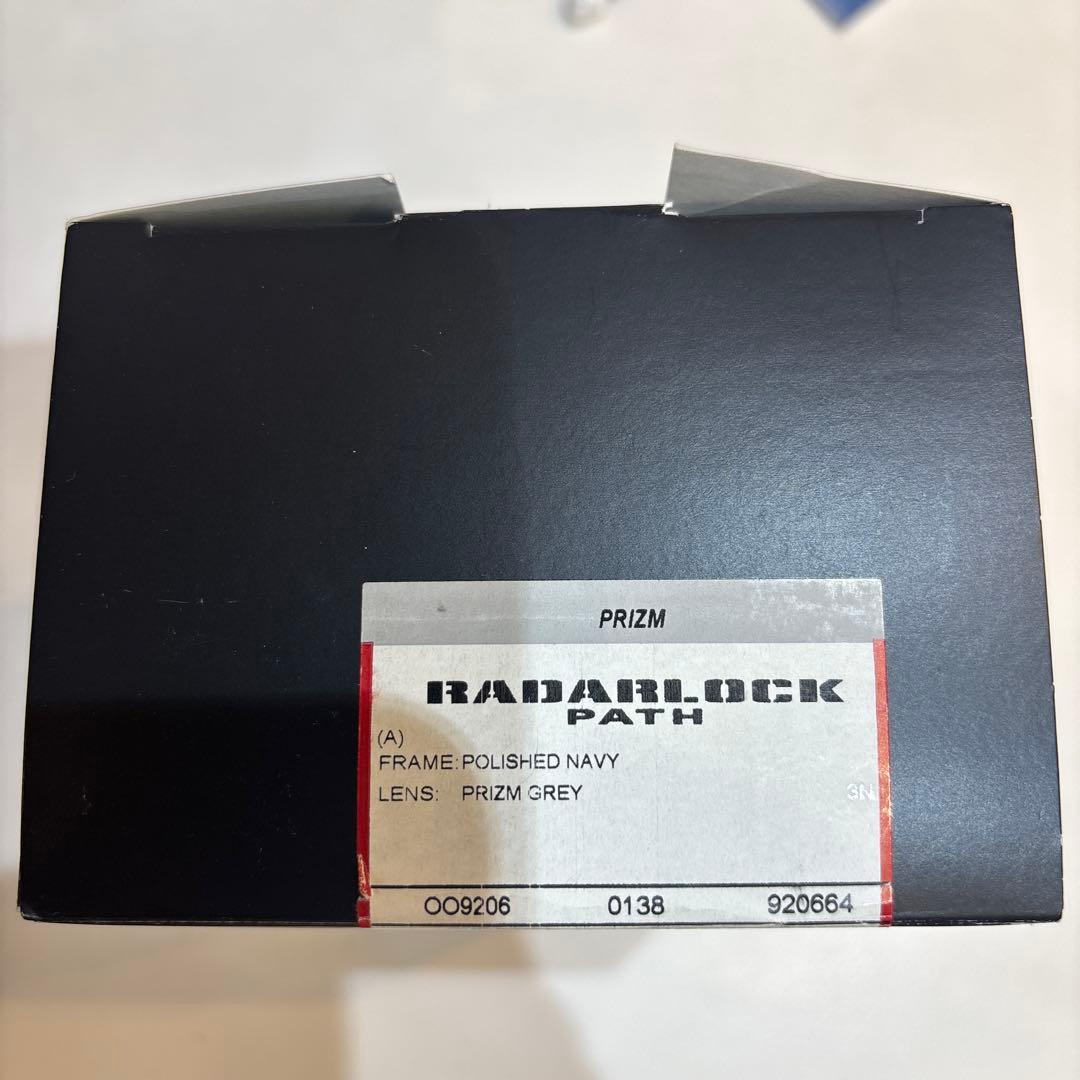 PRIZM
RADARLOCK
PATH
(A)
FRAME: POLISHED NAVY
LENS: PRIZM GREY 3N
OO9206 0138 920664